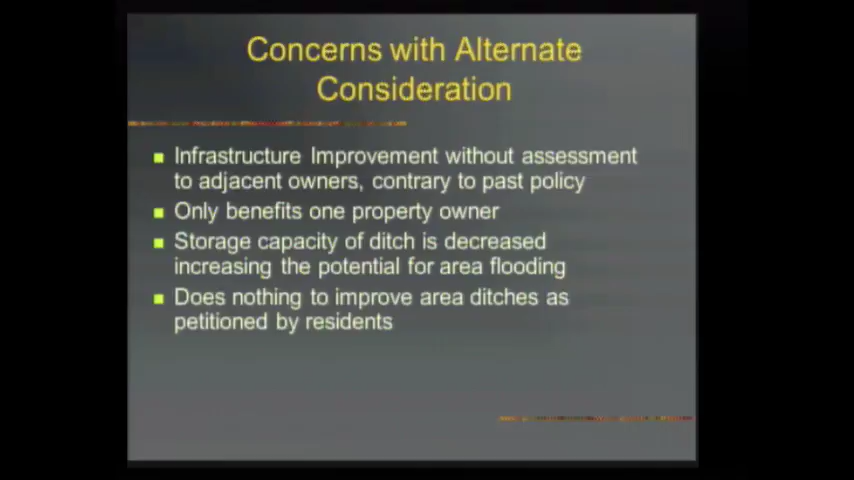 Concerns with Alternate
Consideration
Infrastructure Improvement without assessment
to adjacent owners, contrary to past policy
Only benefits one property owner
Storage capacity of ditch is decreased
increasing the potential for area flooding
Does nothing to improve area ditches as
petitioned by residents